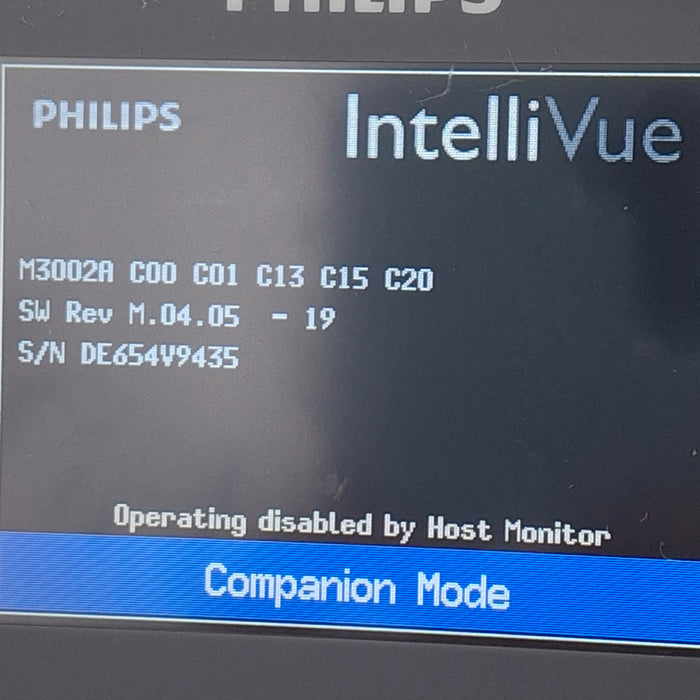 PHILIPS
PHILIPS IntelliVue
M3002A C00 C01 C13 C15 C20
SW Rev M.04.05 - 19
S/N DE654V9435
Operating disabled by Host Monitor
Companion Mode